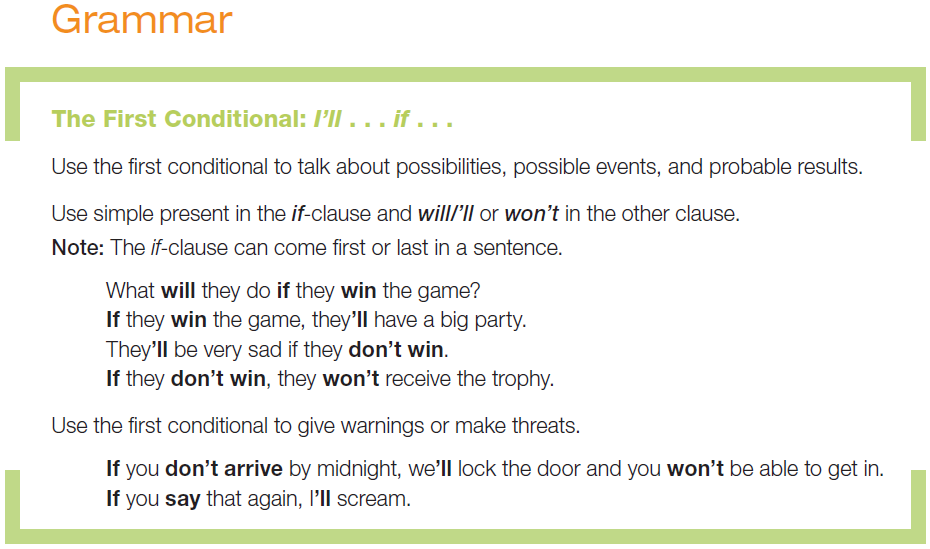 Grammar
The First Conditional: I’ll . . . if . . .
Use the first conditional to talk about possibilities, possible events, and probable results.
Use simple present in the if-clause and will/’ll or won’t in the other clause.
Note: The if-clause can come first or last in a sentence.
What will they do if they win the game?
If they win the game, they’ll have a big party.
They’ll be very sad if they don’t win.
If they don’t win, they won’t receive the trophy.
Use the first conditional to give warnings or make threats.
If you don’t arrive by midnight, we’ll lock the door and you won’t be able to get in.
If you say that again, I’ll scream.